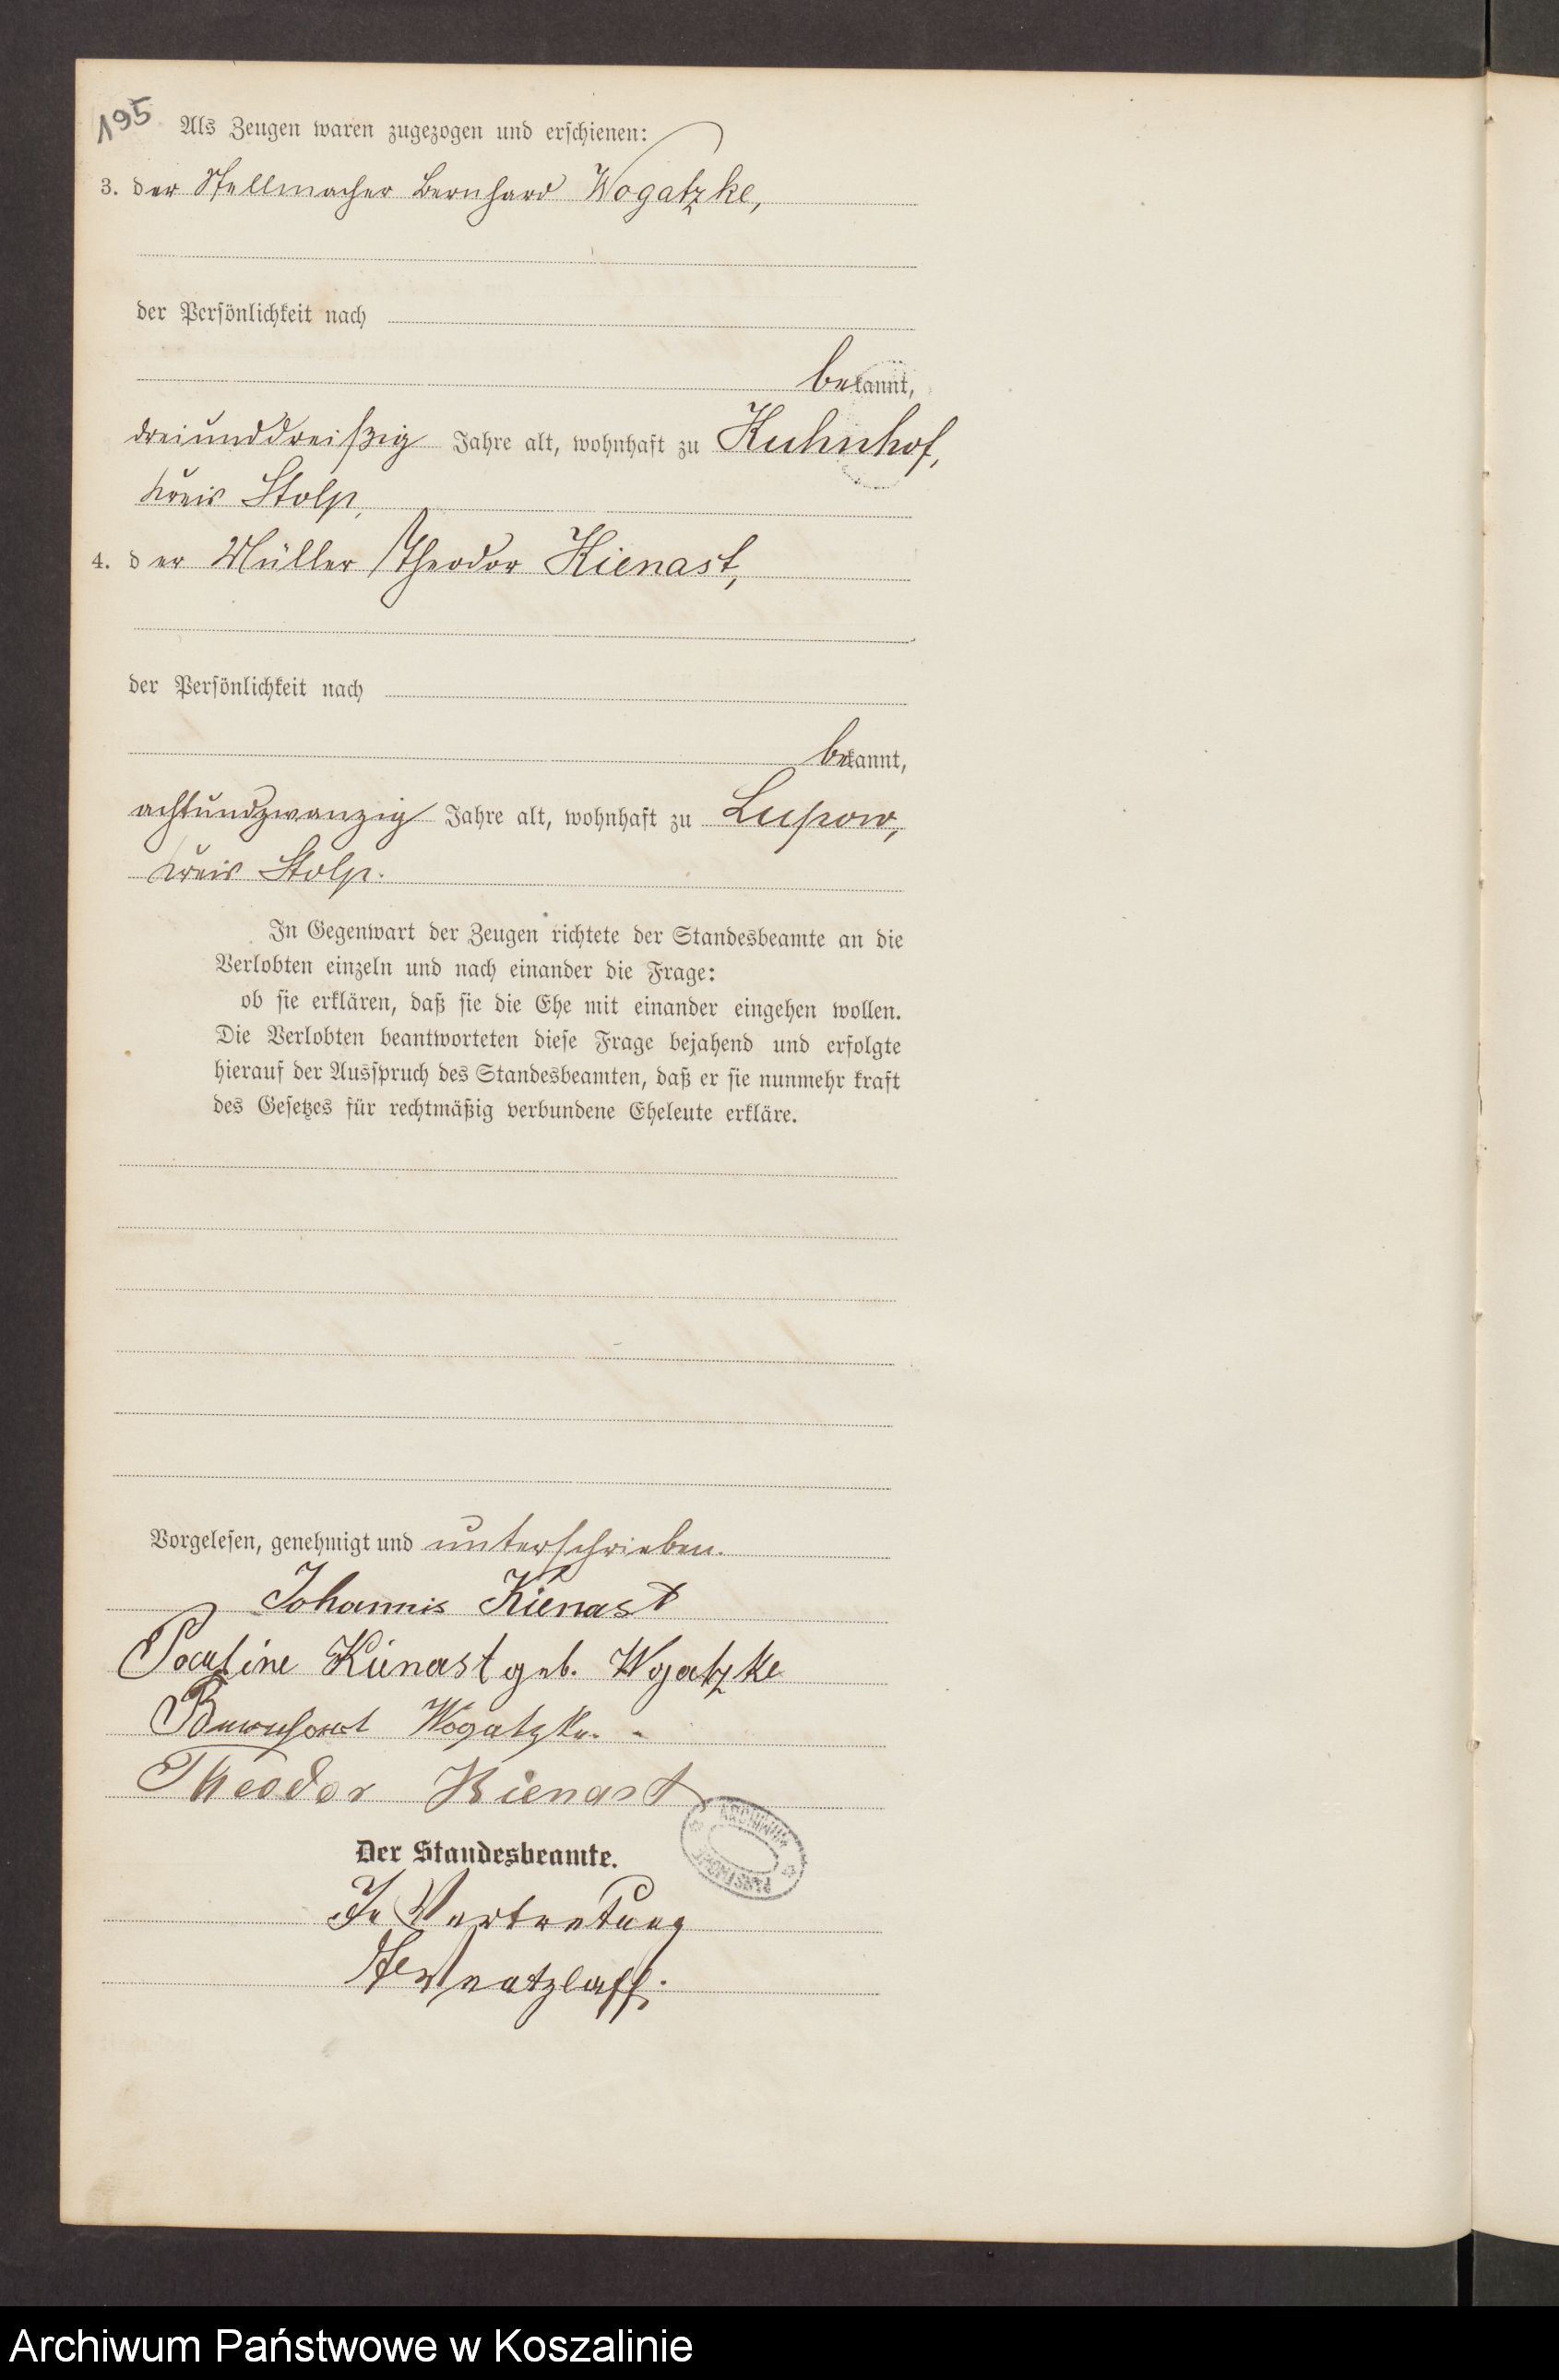 195
Als Zeugen waren zugezogen und erschienen:
3. der Stellmacher Bernhard Wogatzke,
der Persönlichkeit nach
bekannt,
dreiunddreißig Jahre alt, wohnhaft zu Kuhnhof,
Kreis Stolp,
4. der Müller Theodor Kienast,
der Persönlichkeit nach
bekannt,
achtundzwanzig Jahre alt, wohnhaft zu Lupow,
Kreis Stolp.
In Gegenwart der Zeugen richtete der Standesbeamte an die
Verlobten einzeln und nach einander die Frage:
ob sie erklären, daß sie die Ehe mit einander eingehen wollen.
Die Verlobten beantworteten diese Frage bejahend und erfolgte
hierauf der Ausspruch des Standesbeamten, daß er sie nunmehr kraft
des Gesetzes für rechtmäßig verbundene Eheleute erkläre.
Vorgelesen, genehmigt und unterschrieben.
Johannis Kienast
Pauline Kienast geb. Wogatzke
Bernhard Wogatzke.
Theodor Kienast
Der Standesbeamte.
In Vertretung
ARCHIWUM PAŃSTWOWE
Archiwum Państwowe w Koszalinie